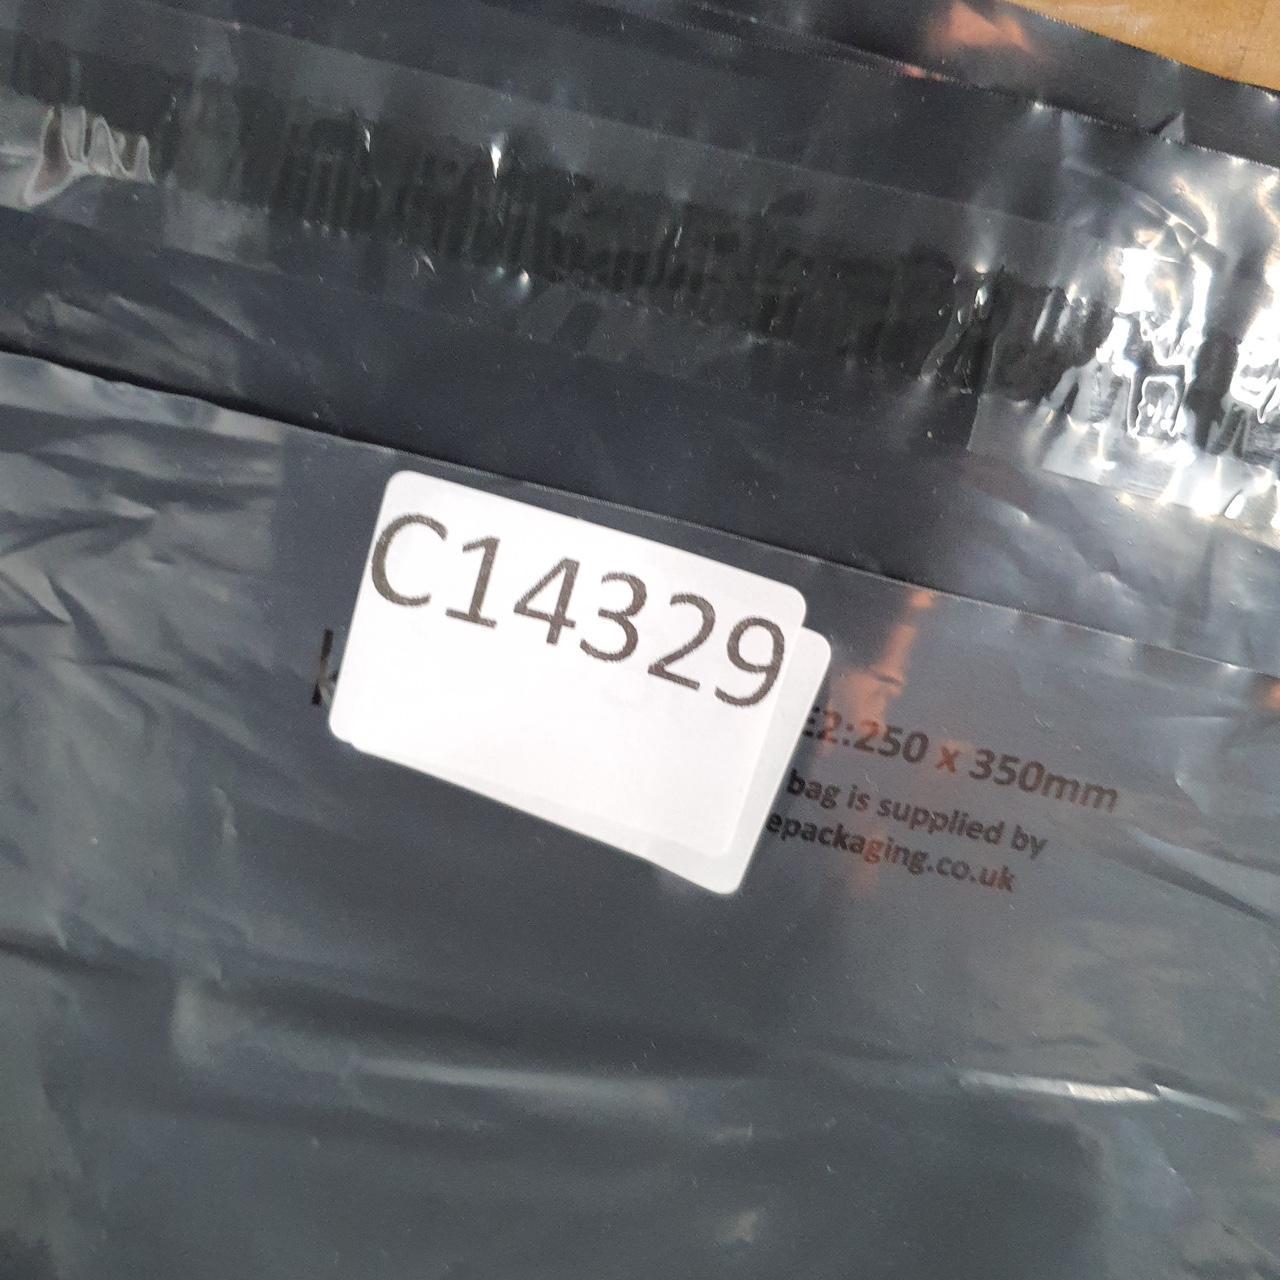 C14329
2:250 x 350mm
bag is supplied by
epackaging.co.uk